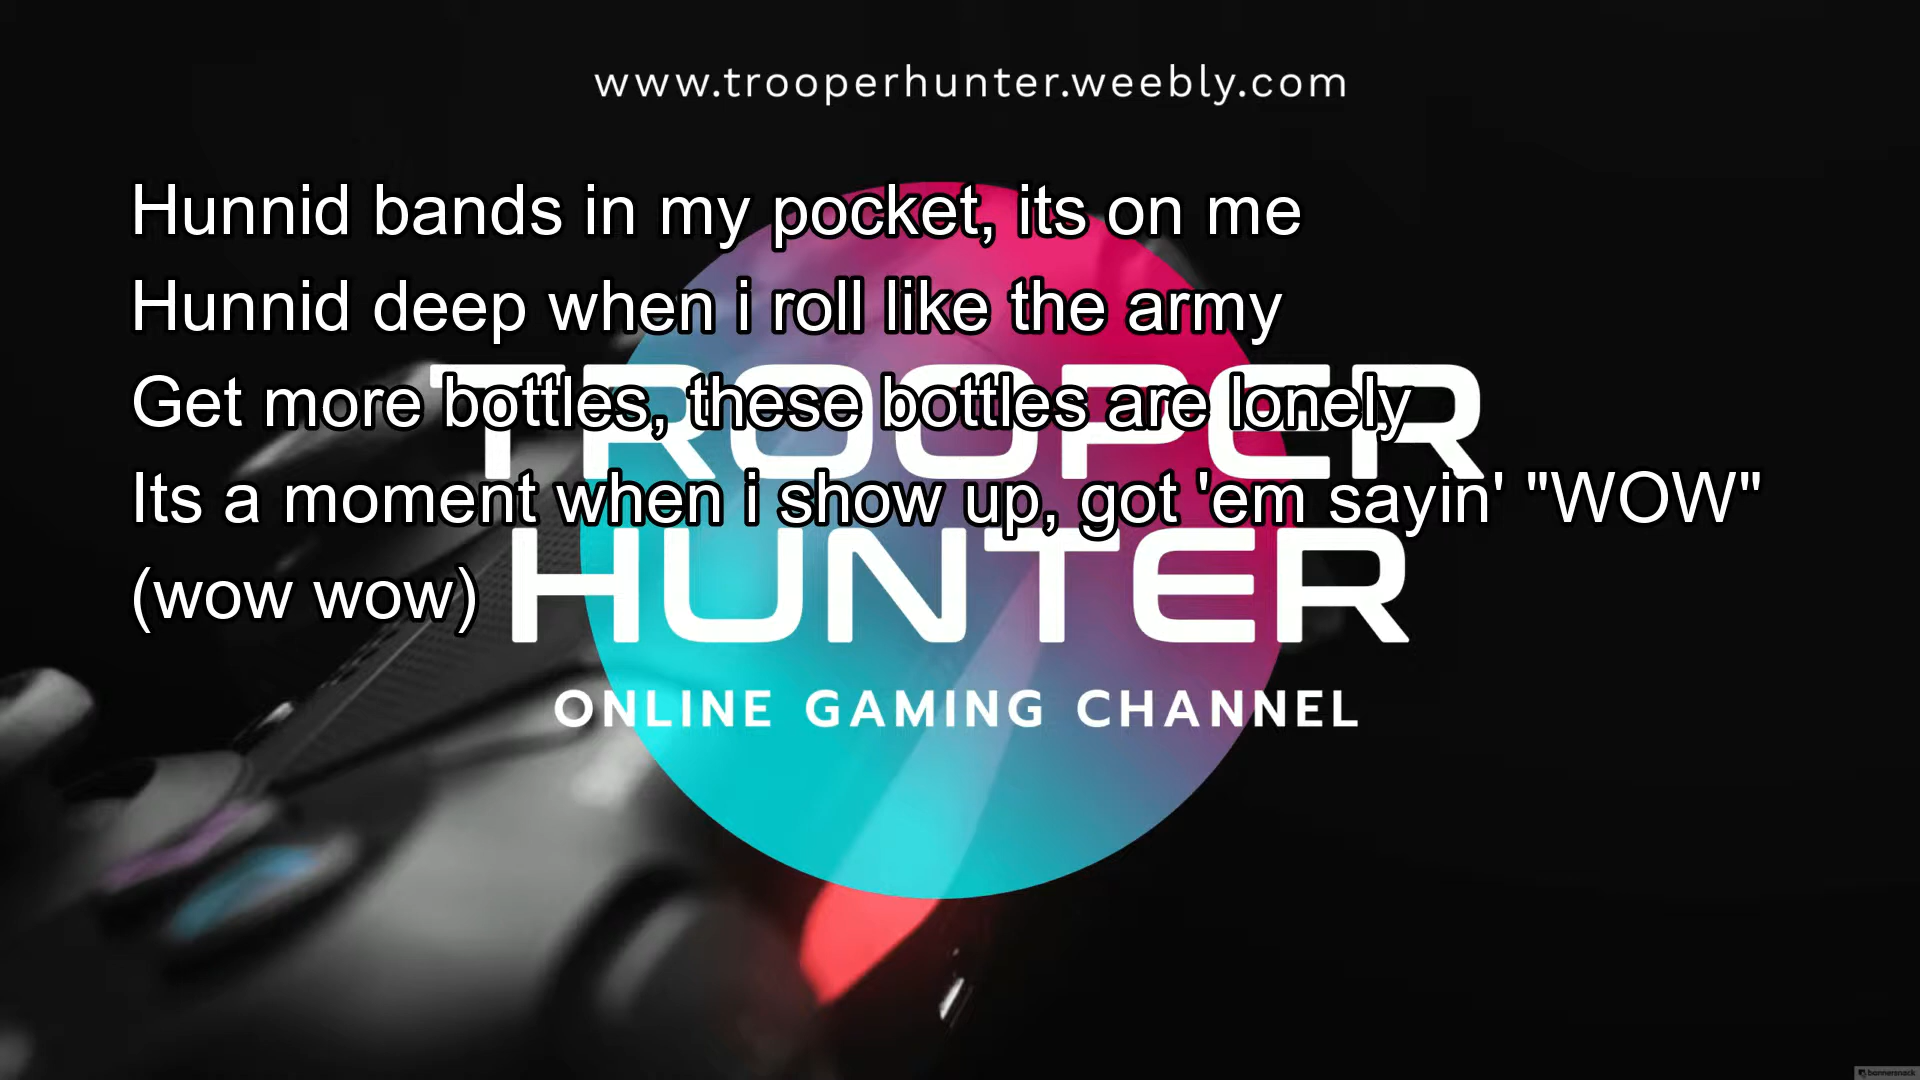 www.trooperhunter.weebly.com
Hunnid bands in my pocket, its on me
Hunnid deep when i roll like the army
Get more bottles, these bottles are lonely
TROOPER
Its a moment when i show up, got 'em sayin' "WOW"
(wow wow)
HUNTER
ONLINE GAMING CHANNEL
bannersnack